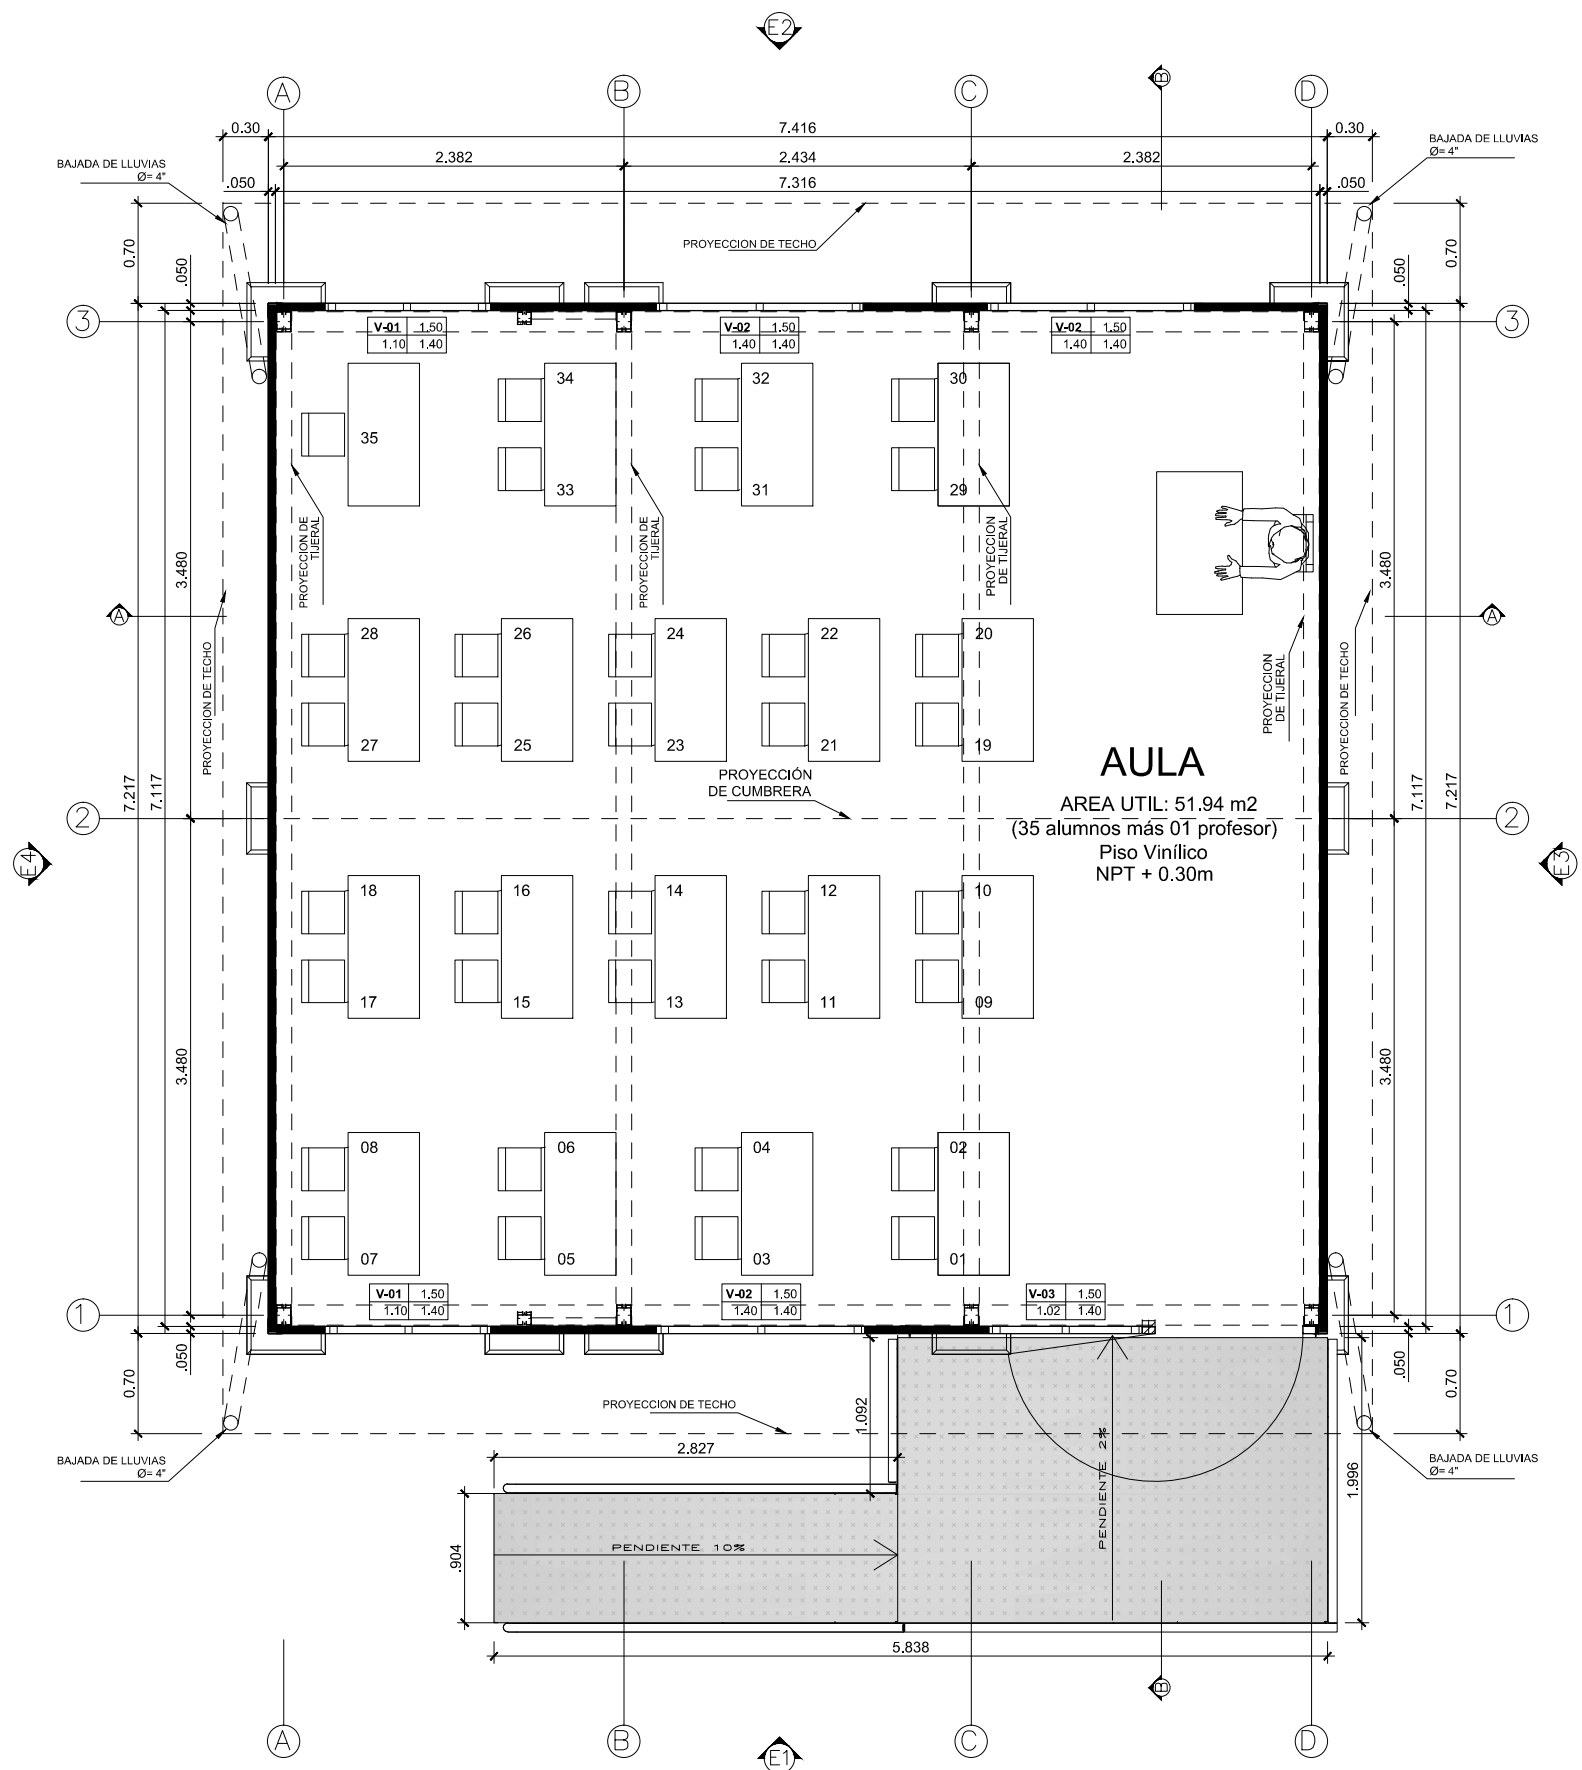 E2
A
B
C
B
D
0.30
7.416
0.30
BAJADA DE LLUVIAS
Ø= 4"
BAJADA DE LLUVIAS
Ø= 4"
2.382
2.434
2.382
.050
7.316
.050
PROYECCION DE TECHO
0.70
.050
.050
0.70
3
3
V-01 1.50
1.10 1.40
V-02 1.50
1.40 1.40
V-02 1.50
1.40 1.40
34
32
30
35
33
31
29
PROYECCION DE
TIJERAL
PROYECCION DE
TIJERAL
PROYECCION
DE TIJERAL
3.480
3.480
A
A
28
26
24
22
20
PROYECCION DE TECHO
PROYECCION
DE TIJERAL
PROYECCION DE TECHO
27
25
23
21
19
AULA
PROYECCIÓN
DE CUMBRERA
AREA UTIL: 51.94 m2
(35 alumnos más 01 profesor)
Piso Vinílico
NPT + 0.30m
7.217
7.117
7.117
7.217
2
2
E4
E3
18
16
14
12
10
17
15
13
11
09
3.480
3.480
08
06
04
02
07
05
03
01
V-01 1.50
1.10 1.40
V-02 1.50
1.40 1.40
V-03 1.50
1.02 1.40
1
1
.050
0.70
.050
0.70
PROYECCION DE TECHO
1.092
2.827
PENDIENTE 2%
1.996
BAJADA DE LLUVIAS
Ø= 4"
BAJADA DE LLUVIAS
Ø= 4"
.904
PENDIENTE 10%
5.838
B
A
B
C
D
E1